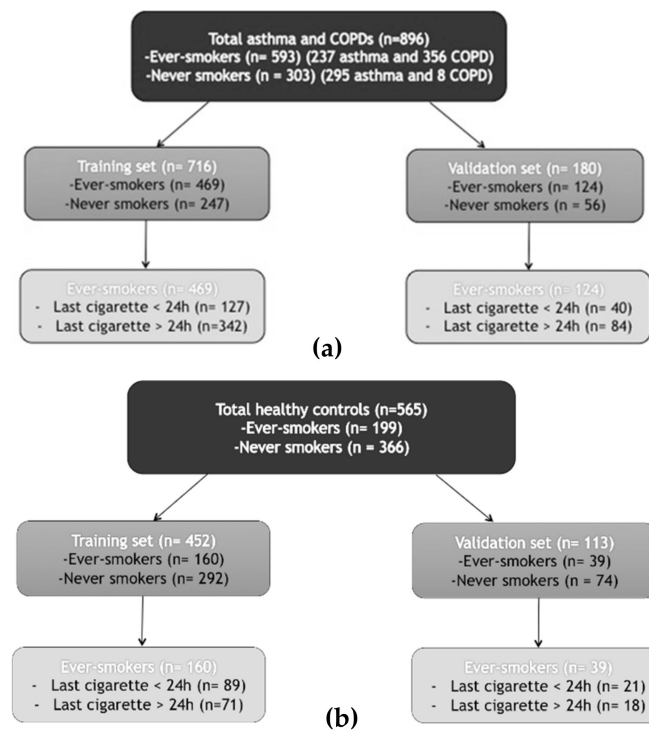 Total asthma and COPDs (n=896)
-Ever-smokers (n= 593) (237 asthma and 356 COPD)
-Never smokers (n = 303) (295 asthma and 8 COPD)
Training set (n= 716)
-Ever-smokers (n= 469)
-Never smokers (n= 247)
Validation set (n= 180)
-Ever-smokers (n= 124)
-Never smokers (n = 56)
Ever-smokers (n= 469)
- Last cigarette < 24h (n= 127)
- Last cigarette > 24h (n=342)
Ever-smokers (n= 124)
- Last cigarette < 24h (n= 40)
- Last cigarette > 24h (n= 84)
(a)
Total healthy controls (n=565)
-Ever-smokers (n= 199)
-Never smokers (n = 366)
Training set (n= 452)
-Ever-smokers (n= 160)
-Never smokers (n= 292)
Validation set (n= 113)
-Ever-smokers (n= 39)
-Never smokers (n = 74)
Ever-smokers (n= 160)
- Last cigarette < 24h (n= 89)
- Last cigarette > 24h (n=71)
Ever-smokers (n= 39)
- Last cigarette < 24h (n= 21)
- Last cigarette > 24h (n= 18)
(b)